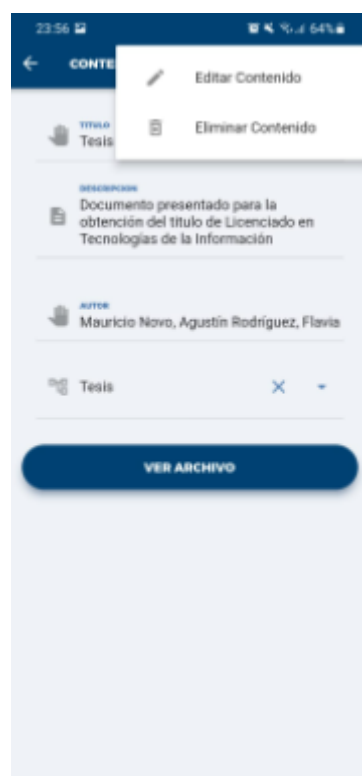 23:56 64%
CONTE
Editar Contenido
Eliminar Contenido
TITULO
Tesis
DESCRIPCION
Documento presentado para la
obtención del título de Licenciado en
Tecnologías de la Información
AUTOR
Mauricio Novo, Agustín Rodríguez, Flavia
Tesis
VER ARCHIVO